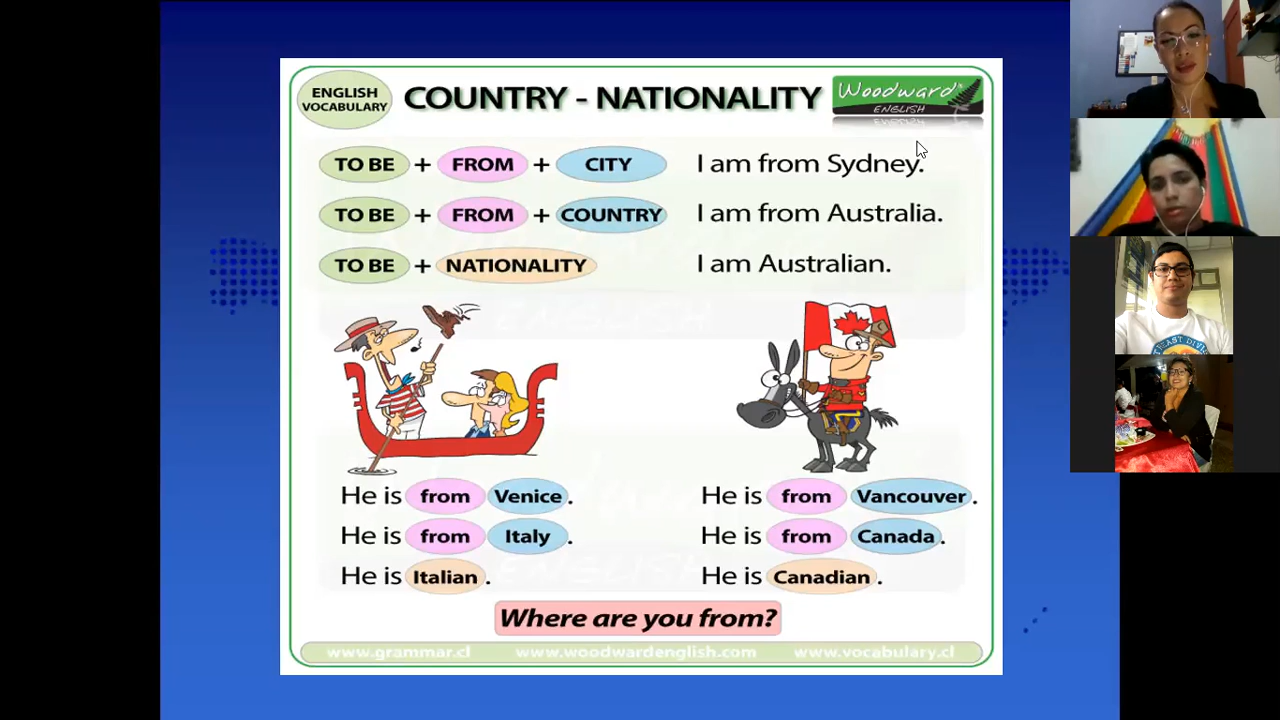 ENGLISH
VOCABULARY
COUNTRY - NATIONALITY
Woodward®
ENGLISH
TO BE + FROM + CITY I am from Sydney.
TO BE + FROM + COUNTRY I am from Australia.
TO BE + NATIONALITY I am Australian.
He is from Venice.
He is from Italy.
He is Italian.
He is from Vancouver.
He is from Canada.
He is Canadian.
Where are you from?
www.grammar.cl www.woodwardenglish.com www.vocabulary.cl